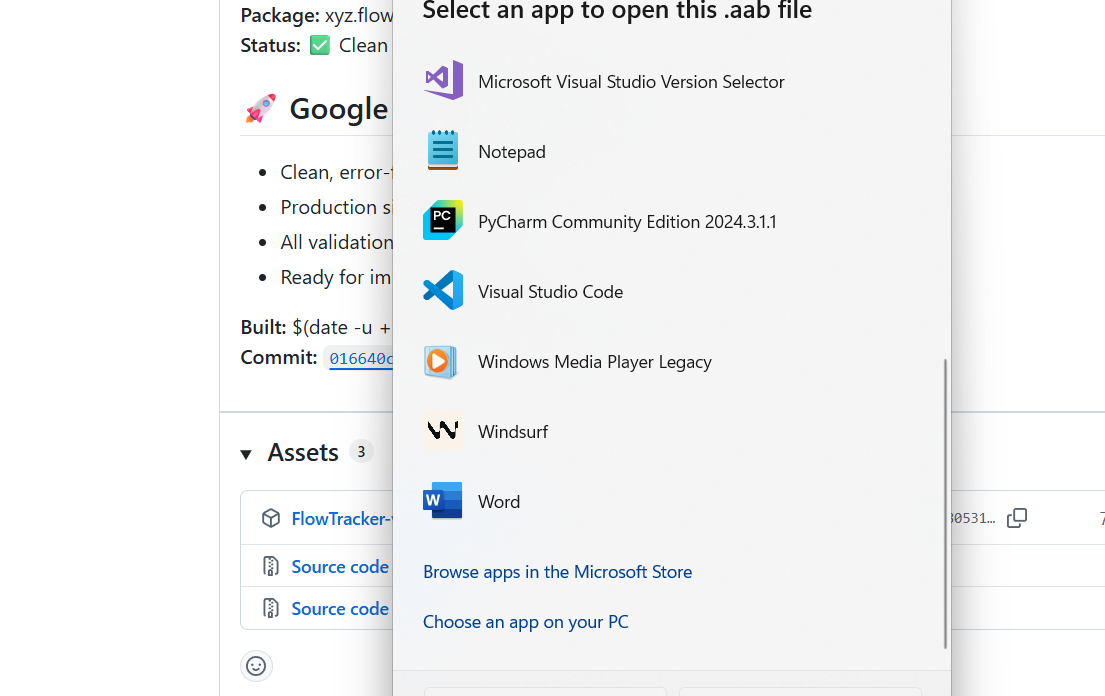 Package: xyz.flow
Status: ✅ Clean
🚀 Google
Clean, error-f
Production si
All validation
Ready for im
Built: $(date -u +
Commit: 016640c
Assets 3
FlowTracker-v
Source code
Source code
30531…
7
Select an app to open this .aab file
Microsoft Visual Studio Version Selector
Notepad
PC
PyCharm Community Edition 2024.3.1.1
Visual Studio Code
Windows Media Player Legacy
W
Windsurf
W
Word
Browse apps in the Microsoft Store
Choose an app on your PC